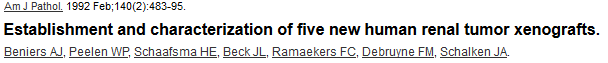 Am J Pathol. 1992 Feb;140(2):483-95.
Establishment and characterization of five new human renal tumor xenografts.
Beniers AJ, Peelen WP, Schaafsma HE, Beck JL, Ramaekers FC, Debruyne FM, Schalken JA.